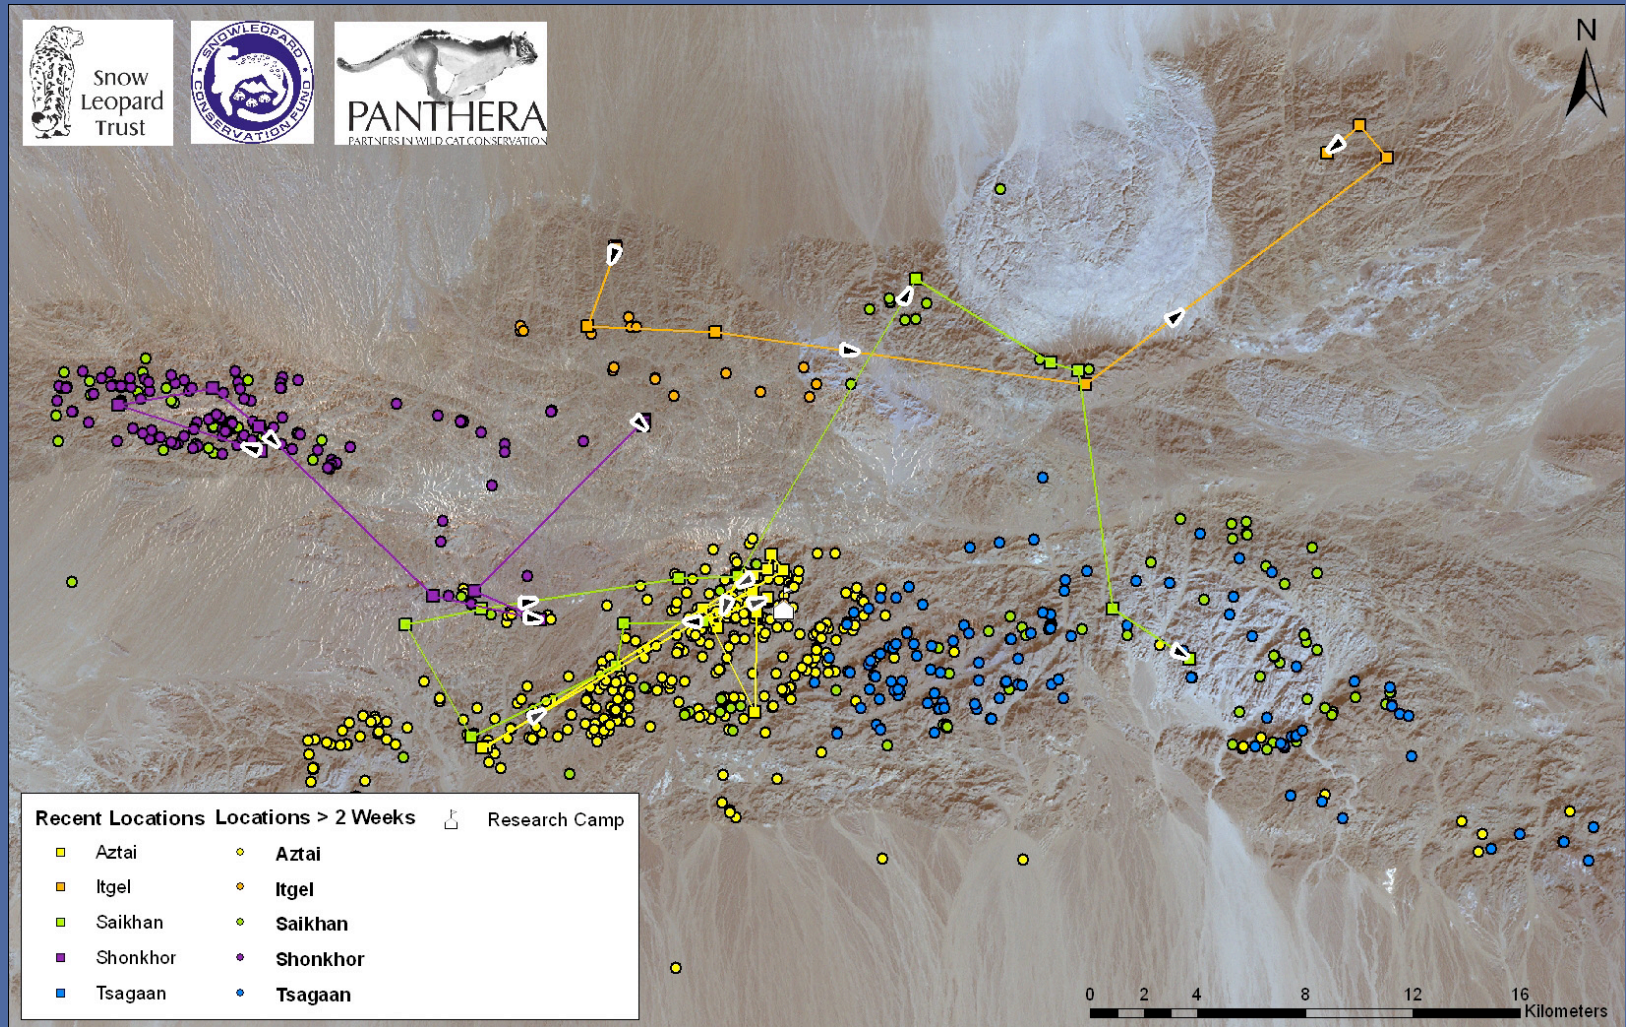 Snow
Leopard
Trust
SNOW LEOPARD
CONSERVATION FUND
PANTHERA
PARTNERS IN WILD CAT CONSERVATION
N
Recent Locations Locations > 2 Weeks Research Camp
Aztai Aztai
Itgel Itgel
Saikhan Saikhan
Shonkhor Shonkhor
Tsagaan Tsagaan
0 2 4 8 12 16
Kilometers